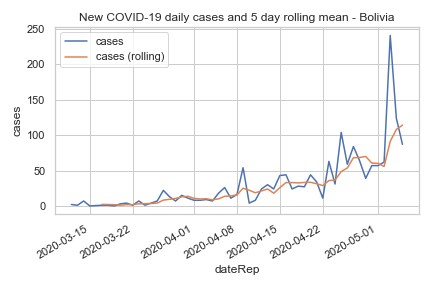 New COVID-19 daily cases and 5 day rolling mean - Bolivia
cases
cases (rolling)
250
200
150
100
50
0
cases
2020-03-15
2020-03-22
2020-04-01
2020-04-08
2020-04-15
2020-04-22
2020-05-01
dateRep